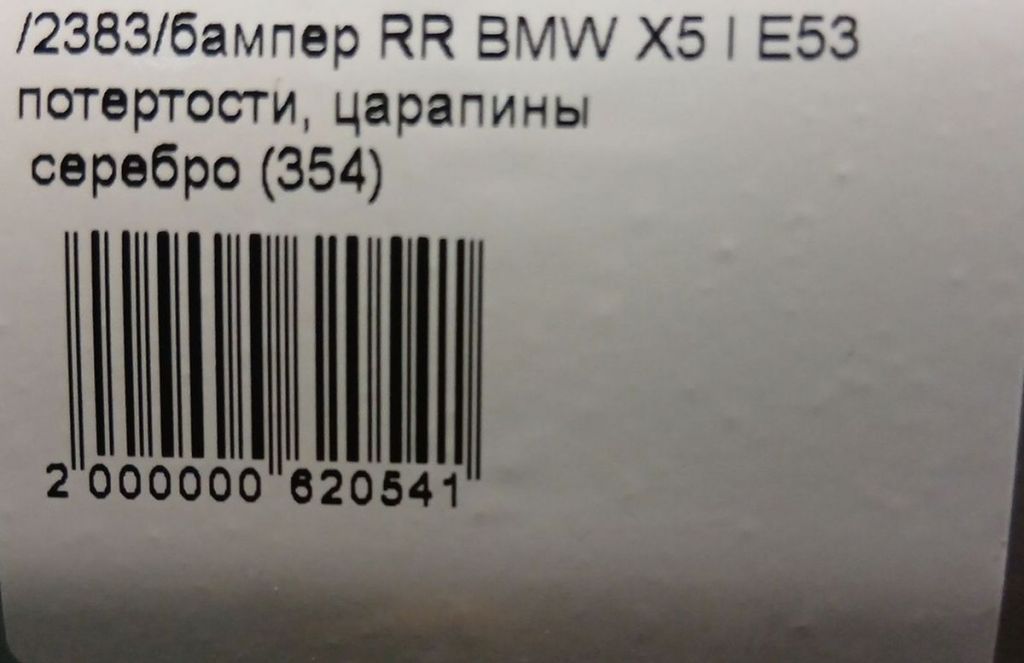 /2383/бампер RR BMW X5 I E53
потертости, царапины
серебро (354)
2 000000 620541